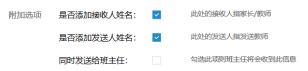 附加选项 是否添加接收人姓名： 此处的接收人指家长/教师
是否添加发送人姓名： 此处的发送人指发送教师
同时发送给班主任： 勾选此项则班主任将会收到此信息